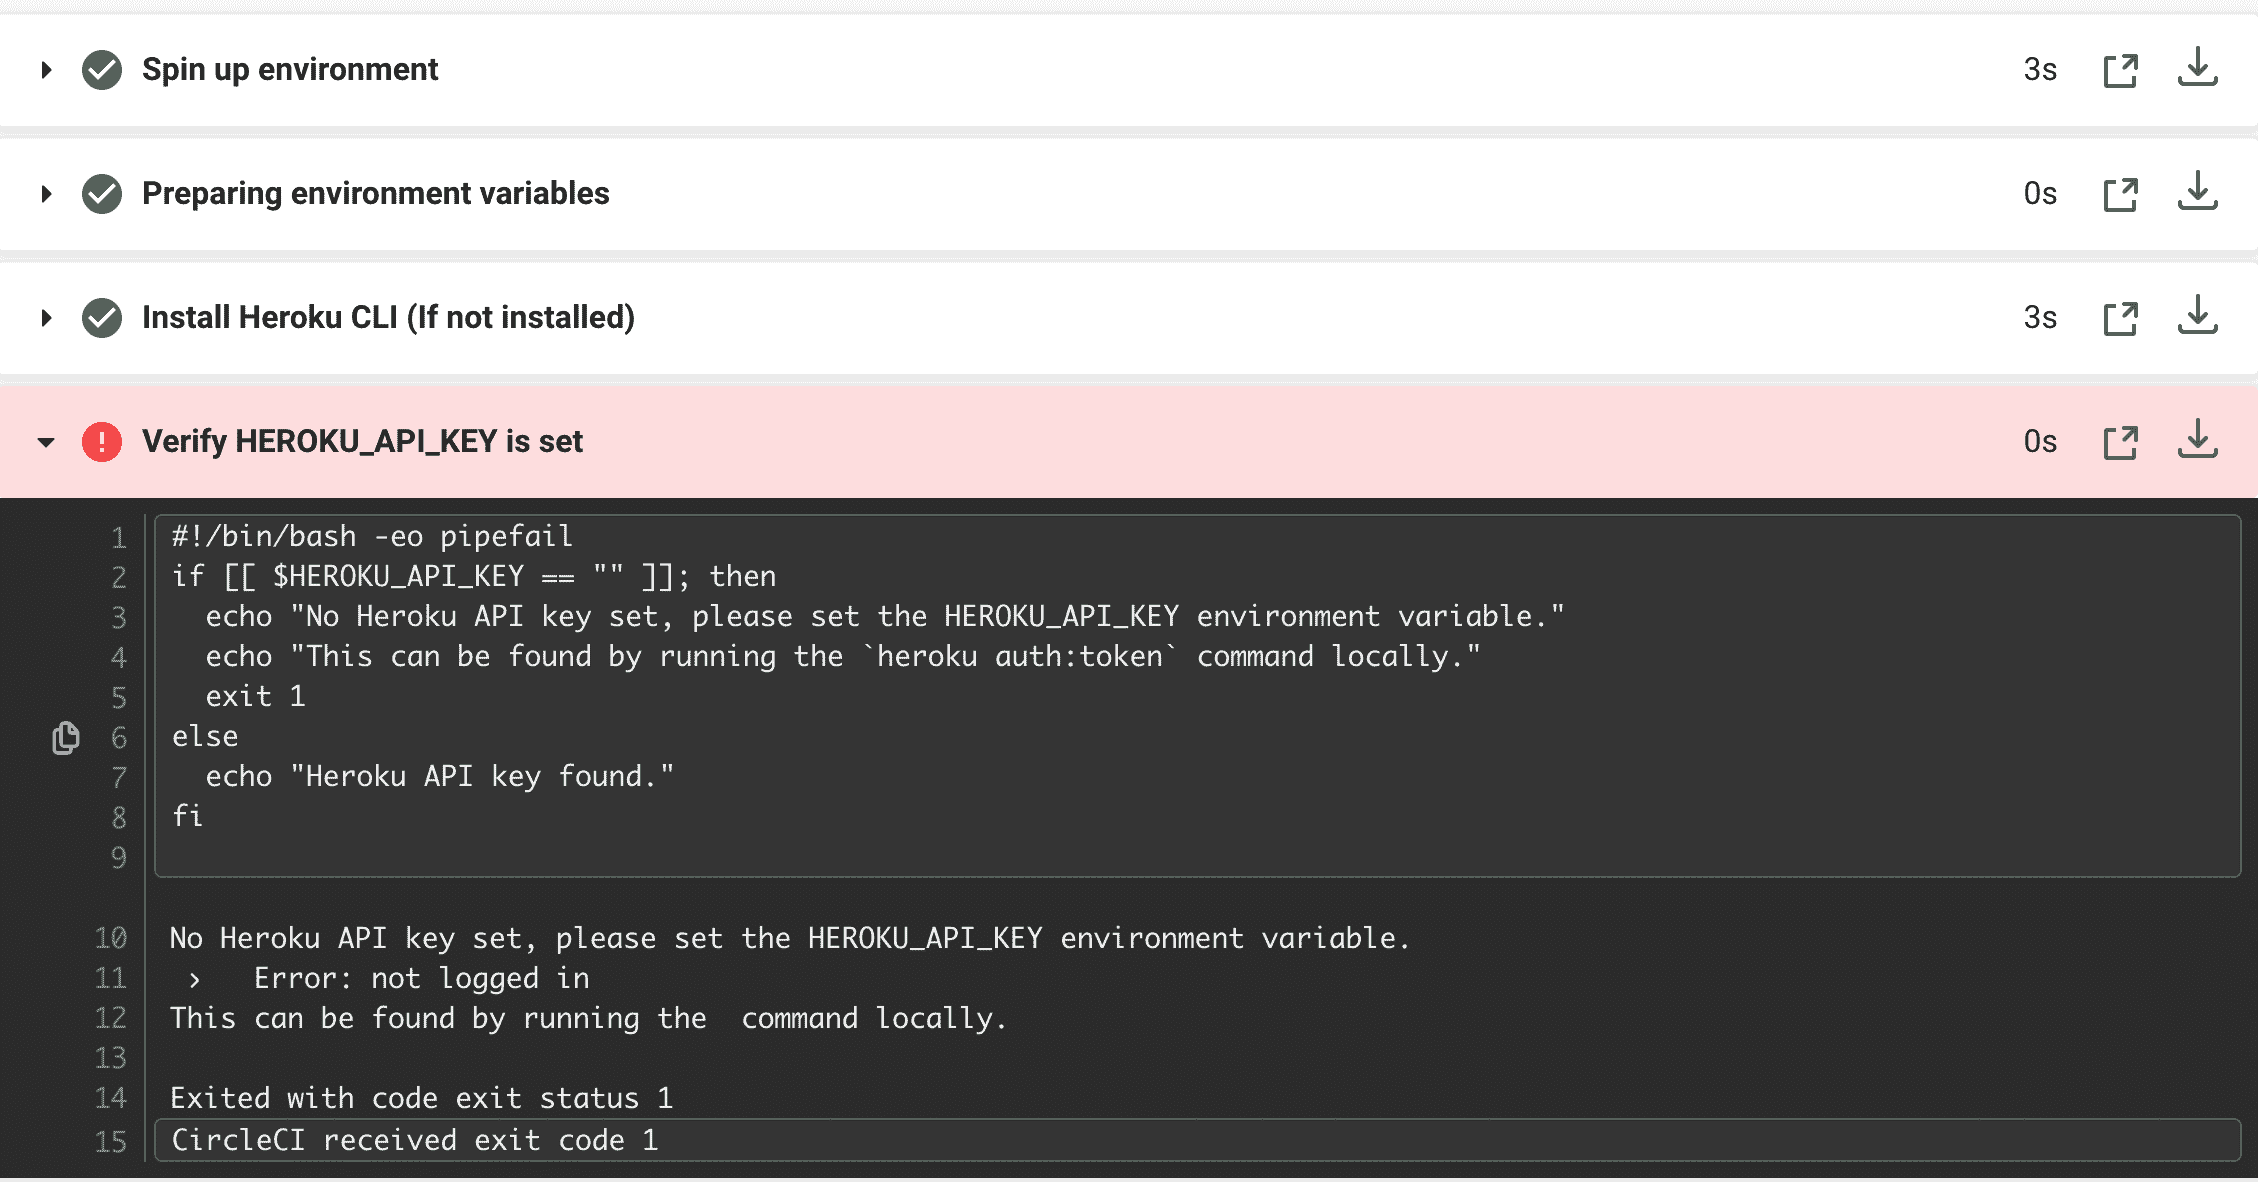 Spin up environment 3s
Preparing environment variables 0s
Install Heroku CLI (If not installed) 3s
! Verify HEROKU_API_KEY is set 0s
1 #!/bin/bash -eo pipefail
2 if [[ $HEROKU_API_KEY == "" ]]; then
3   echo "No Heroku API key set, please set the HEROKU_API_KEY environment variable."
4   echo "This can be found by running the `heroku auth:token` command locally."
5   exit 1
6 else
7   echo "Heroku API key found."
8 fi
9
10 No Heroku API key set, please set the HEROKU_API_KEY environment variable.
11  ›   Error: not logged in
12 This can be found by running the  command locally.
13
14 Exited with code exit status 1
15 CircleCI received exit code 1